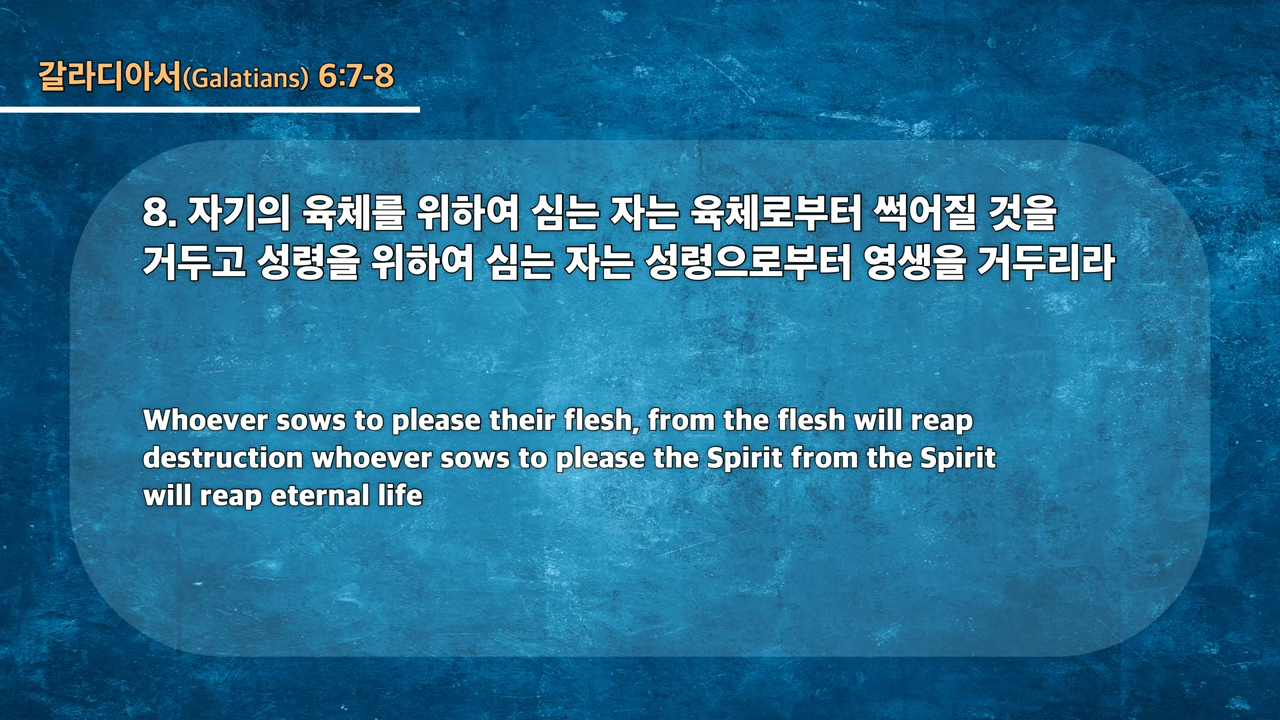 갈라디아서(Galatians) 6:7-8
8. 자기의 육체를 위하여 심는 자는 육체로부터 썩어질 것을
거두고 성령을 위하여 심는 자는 성령으로부터 영생을 거두리라
Whoever sows to please their flesh, from the flesh will reap
destruction whoever sows to please the Spirit from the Spirit
will reap eternal life